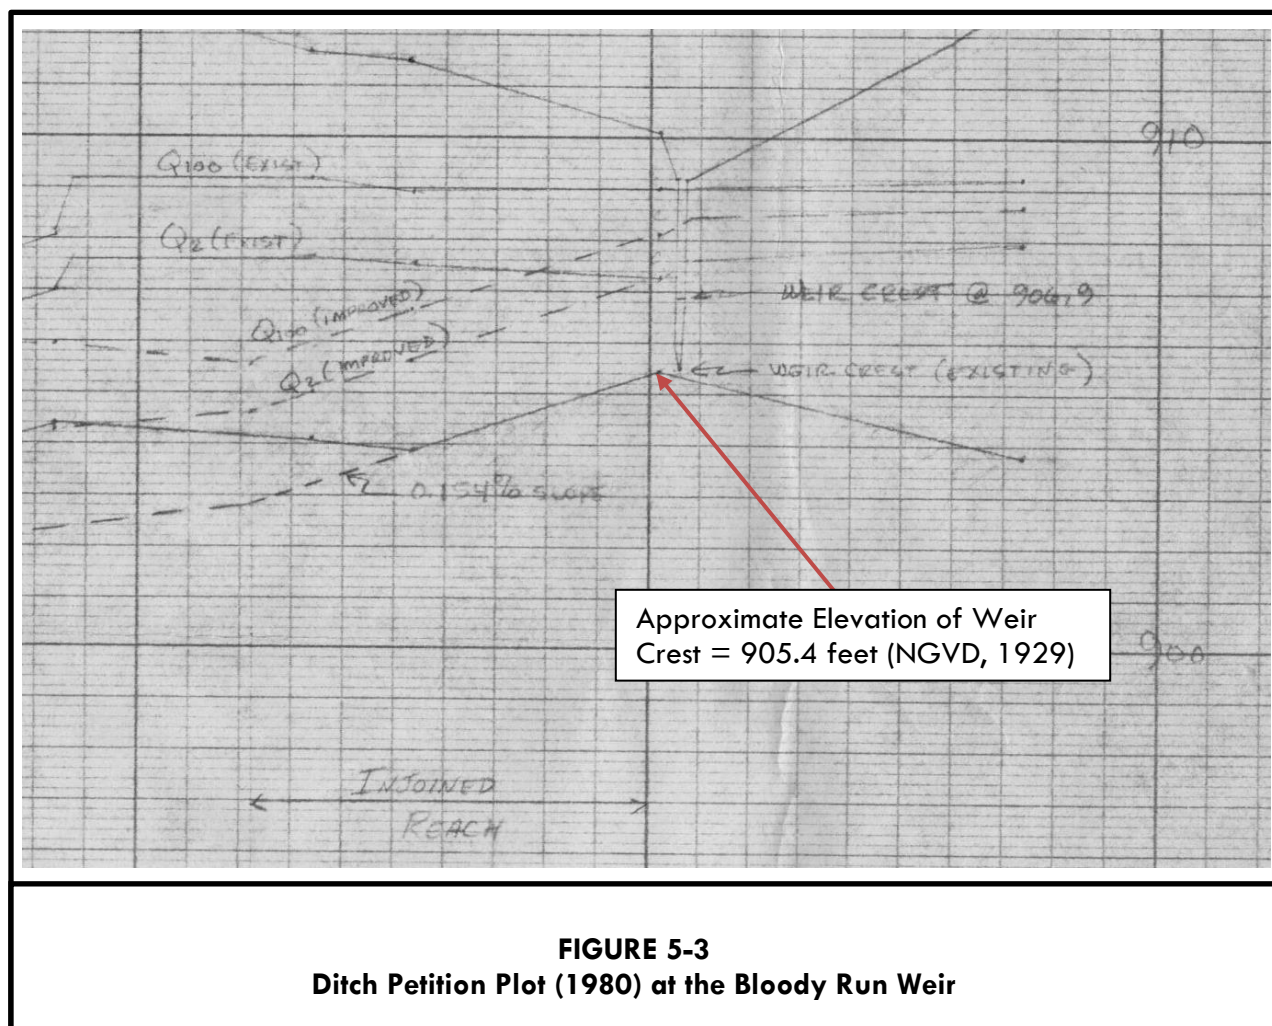 910
Q100 (EXIST)
Q2 (EXIST)
Q100 (IMPROVED)
WEIR CREST @ 906.9
Q2 (IMPROVED)
WEIR CREST (EXISTING)
0.154% SLOPE
Approximate Elevation of Weir
Crest = 905.4 feet (NGVD, 1929)
900
INJOINED
REACH
FIGURE 5-3
Ditch Petition Plot (1980) at the Bloody Run Weir